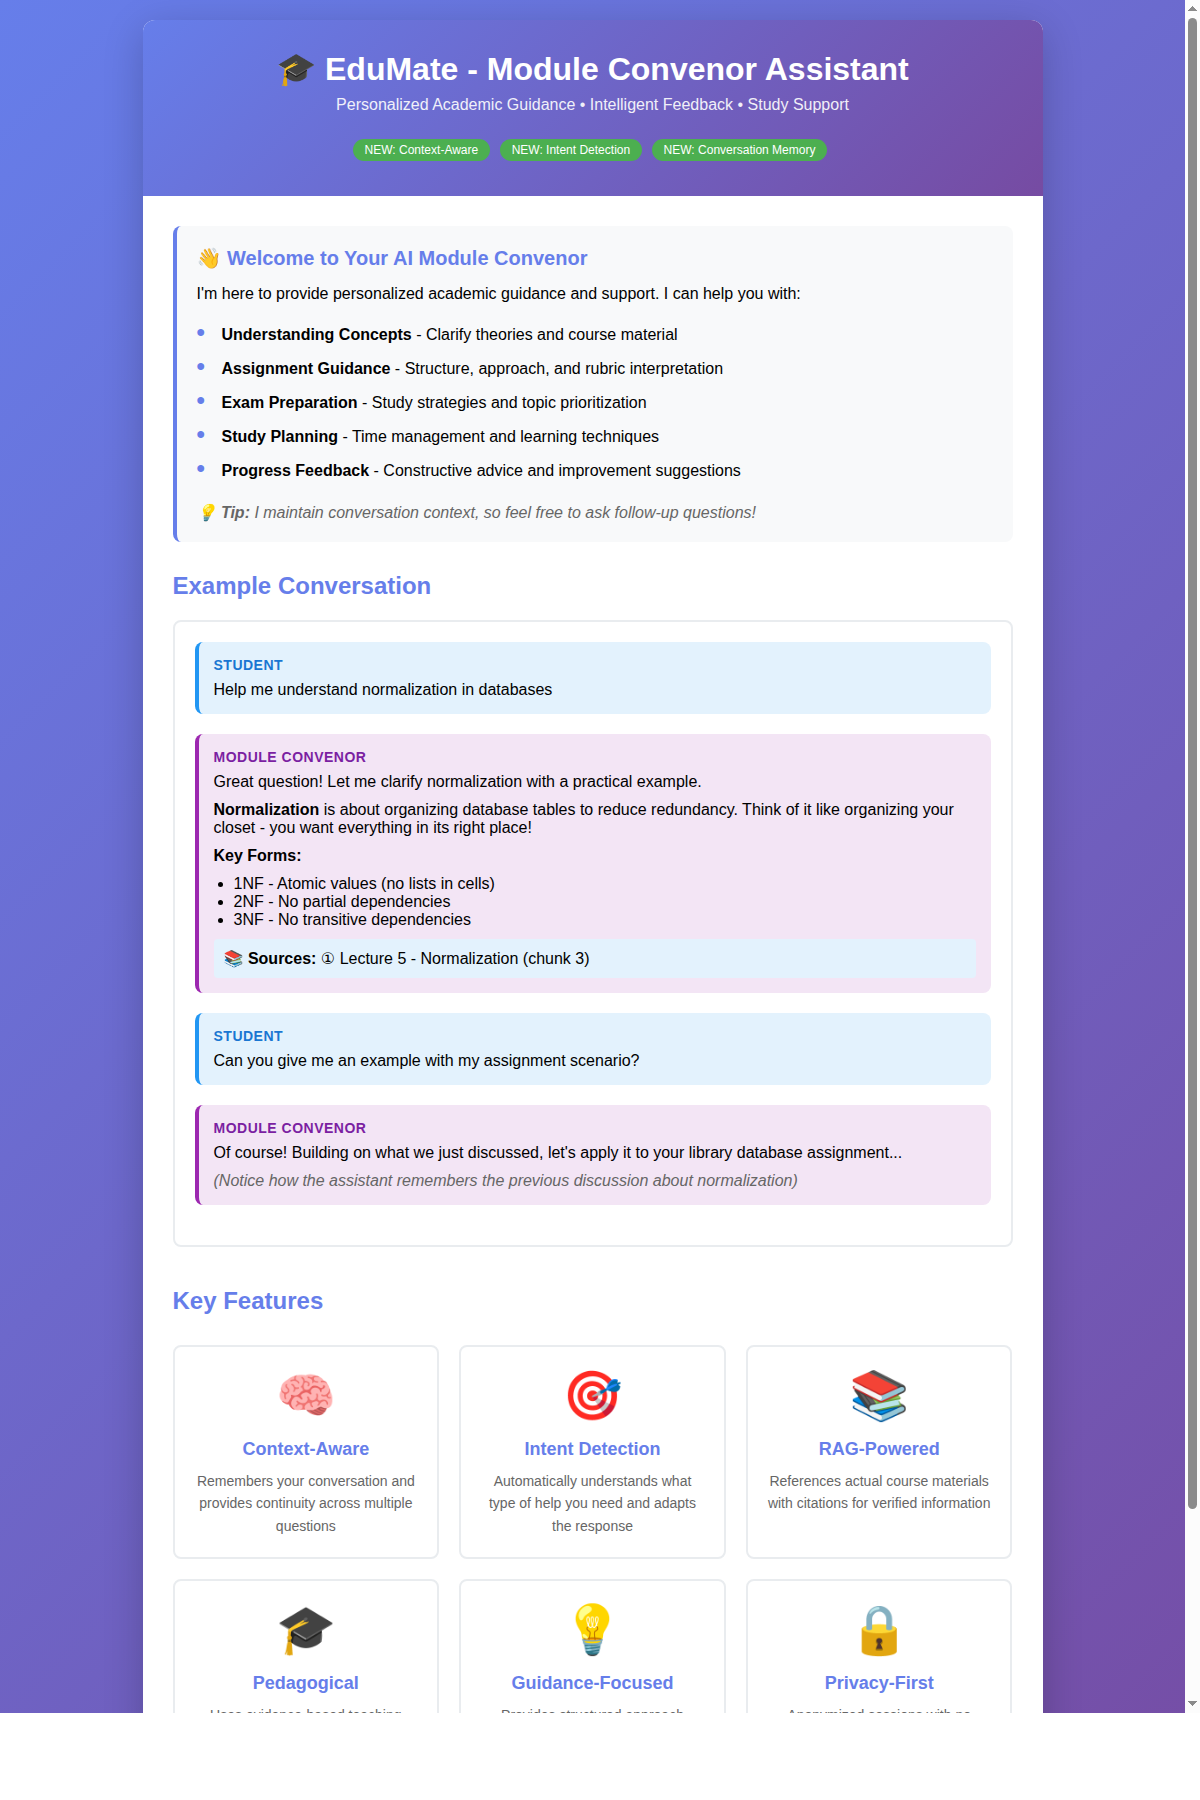 🎓 EduMate - Module Convenor Assistant
Personalized Academic Guidance • Intelligent Feedback • Study Support
NEW: Context-Aware NEW: Intent Detection NEW: Conversation Memory
👋 Welcome to Your AI Module Convenor
I'm here to provide personalized academic guidance and support. I can help you with:
• Understanding Concepts - Clarify theories and course material
• Assignment Guidance - Structure, approach, and rubric interpretation
• Exam Preparation - Study strategies and topic prioritization
• Study Planning - Time management and learning techniques
• Progress Feedback - Constructive advice and improvement suggestions
💡 Tip: I maintain conversation context, so feel free to ask follow-up questions!
Example Conversation
STUDENT
Help me understand normalization in databases
MODULE CONVENOR
Great question! Let me clarify normalization with a practical example.
Normalization is about organizing database tables to reduce redundancy. Think of it like organizing your
closet - you want everything in its right place!
Key Forms:
• 1NF - Atomic values (no lists in cells)
• 2NF - No partial dependencies
• 3NF - No transitive dependencies
📚 Sources: ① Lecture 5 - Normalization (chunk 3)
STUDENT
Can you give me an example with my assignment scenario?
MODULE CONVENOR
Of course! Building on what we just discussed, let's apply it to your library database assignment...
(Notice how the assistant remembers the previous discussion about normalization)
Key Features
Context-Aware
Remembers your conversation and
provides continuity across multiple
questions
Intent Detection
Automatically understands what
type of help you need and adapts
the response
RAG-Powered
References actual course materials
with citations for verified information
Pedagogical
Uses evidence-based teaching
Guidance-Focused
Provides structured approach
Privacy-First
Anonymized sessions with no